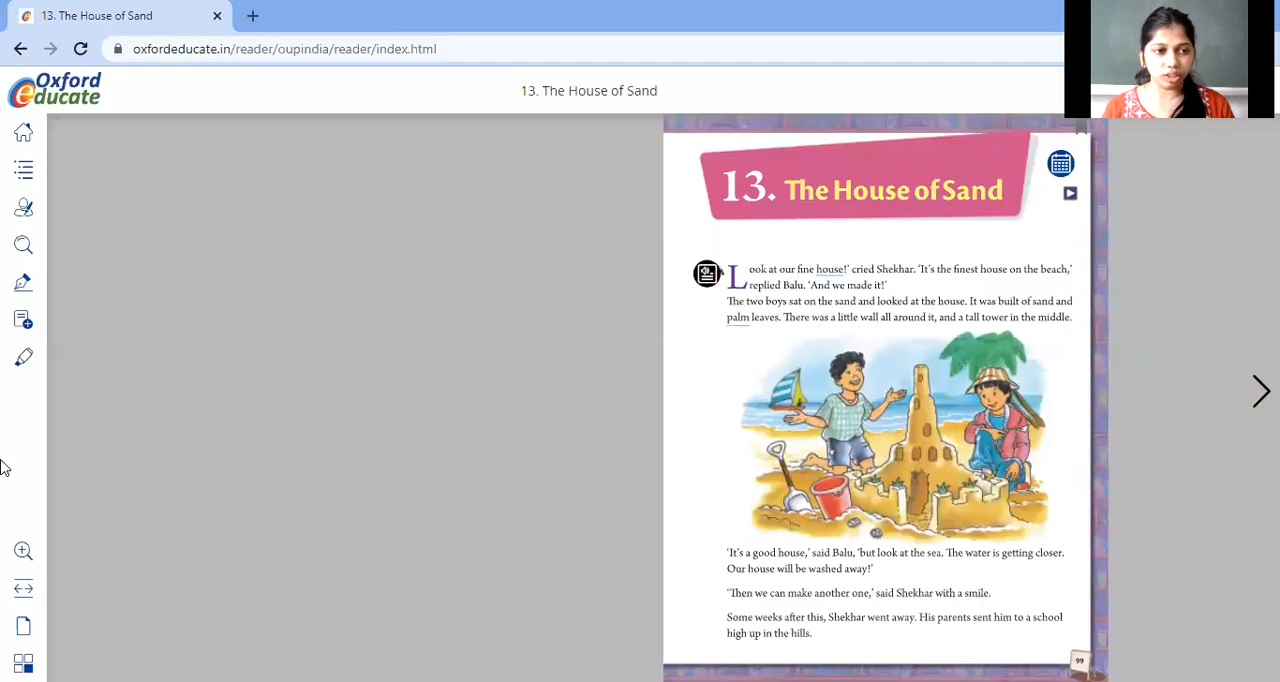 13. The House of Sand
oxfordeducate.in/reader/oupindia/reader/index.html
Oxford
educate
13. The House of Sand
13. The House of Sand
Look at our fine house!' cried Shekhar. 'It's the finest house on the beach,'
replied Balu. 'And we made it!'
The two boys sat on the sand and looked at the house. It was built of sand and
palm leaves. There was a little wall all around it, and a tall tower in the middle.
'It's a good house,' said Balu, 'but look at the sea. The water is getting closer.
Our house will be washed away!'
'Then we can make another one,' said Shekhar with a smile.
Some weeks after this, Shekhar went away. His parents sent him to a school
high up in the hills.
99